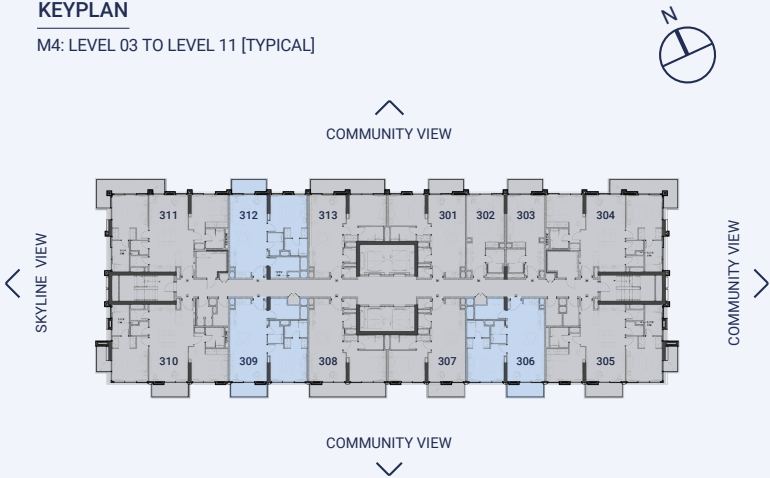 KEYPLAN
M4: LEVEL 03 TO LEVEL 11 [TYPICAL]
N
COMMUNITY VIEW
SKYLINE VIEW
311 312 313 301 302 303 304
310 309 308 307 306 305
COMMUNITY VIEW
COMMUNITY VIEW